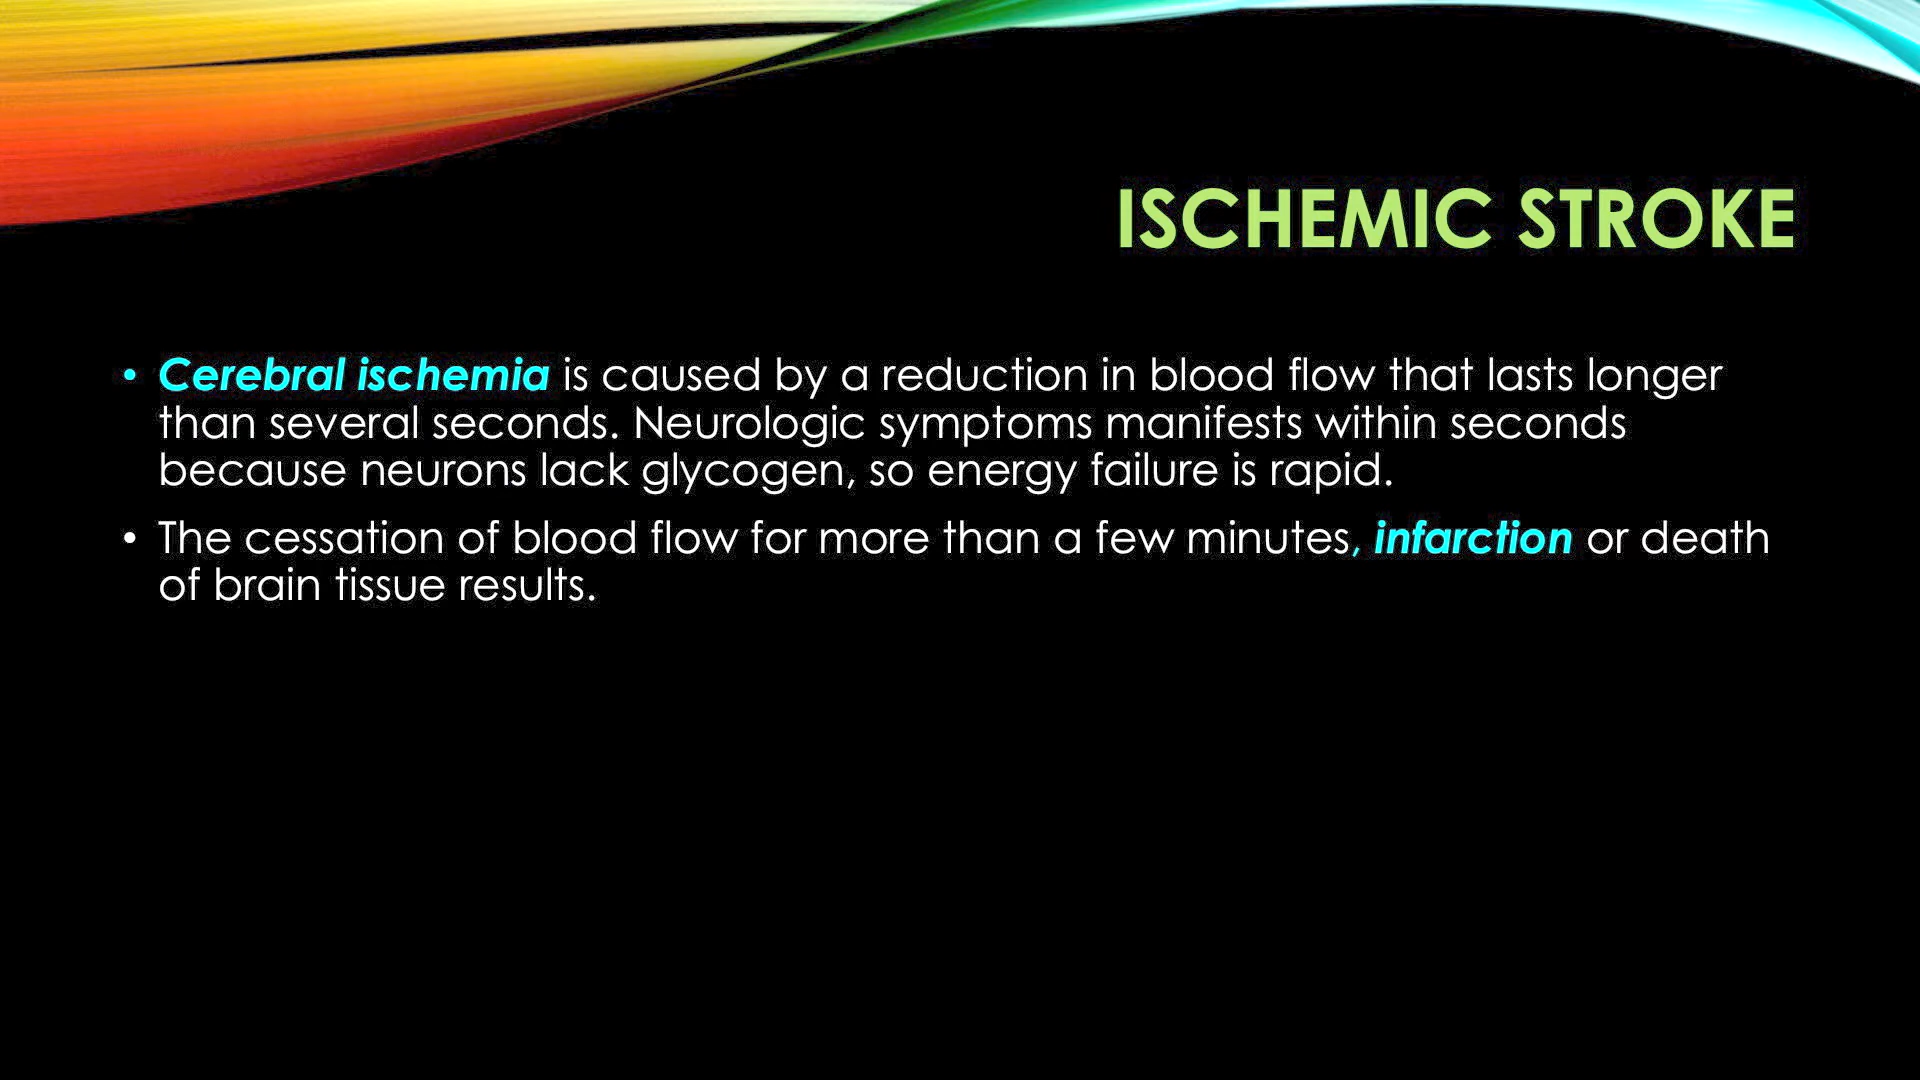 ISCHEMIC STROKE
• Cerebral ischemia is caused by a reduction in blood flow that lasts longer
than several seconds. Neurologic symptoms manifests within seconds
because neurons lack glycogen, so energy failure is rapid.
• The cessation of blood flow for more than a few minutes, infarction or death
of brain tissue results.